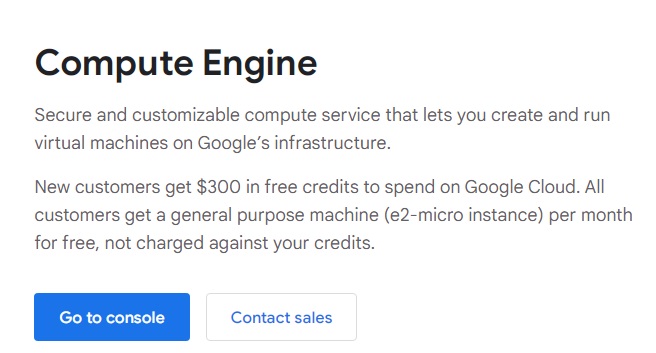 Compute Engine
Secure and customizable compute service that lets you create and run
virtual machines on Google’s infrastructure.
New customers get $300 in free credits to spend on Google Cloud. All
customers get a general purpose machine (e2-micro instance) per month
for free, not charged against your credits.
Go to console
Contact sales